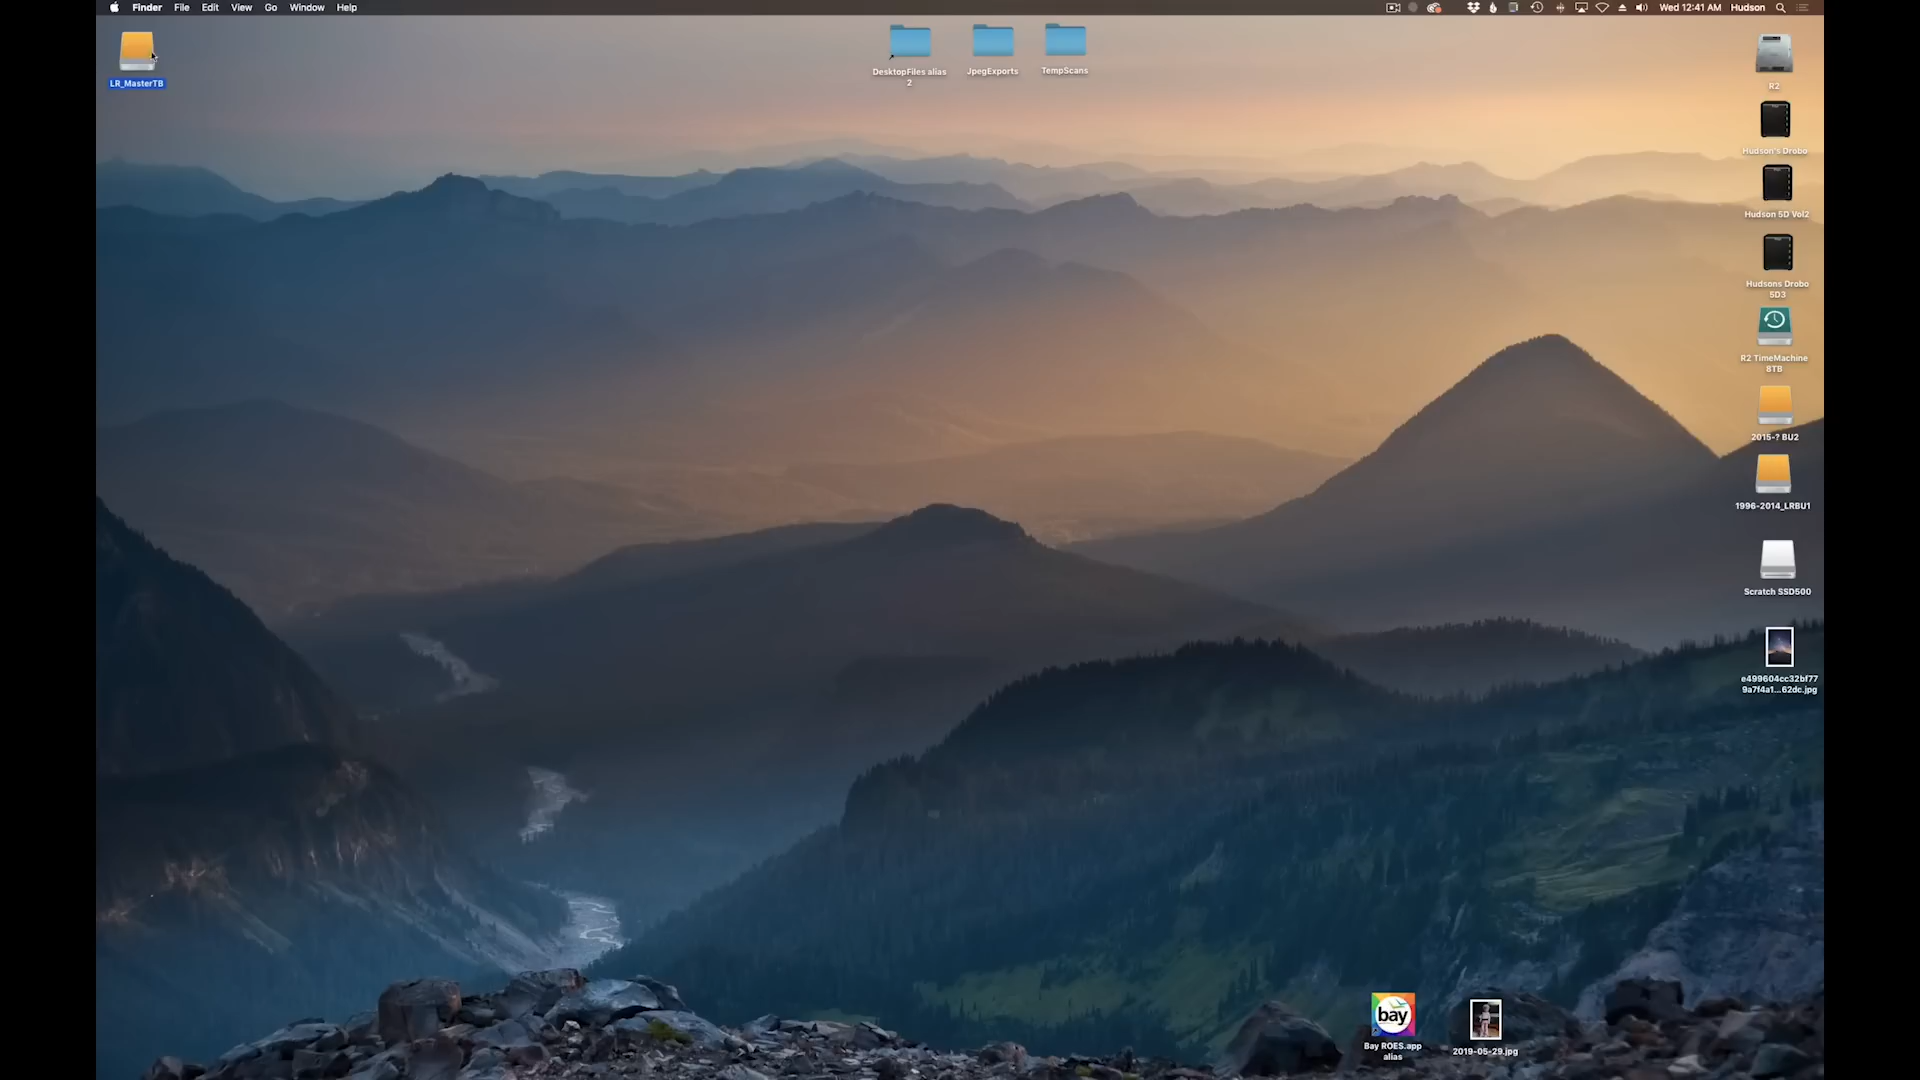 Finder File Edit View Go Window Help
Wed 12:41 AM Hudson
LR_MasterTB
DesktopFiles alias
2
JpegExports
TempScans
R2
Hudson's Drobo
Hudson 5D Vol2
Hudsons Drobo
5D3
R2 TimeMachine
8TB
2015-? BU2
1996-2014_LRBU1
Scratch SSD500
e499604cc32bf77
9a7f4a1...62dc.jpg
bay
Bay ROES.app
alias
2019-05-29.jpg